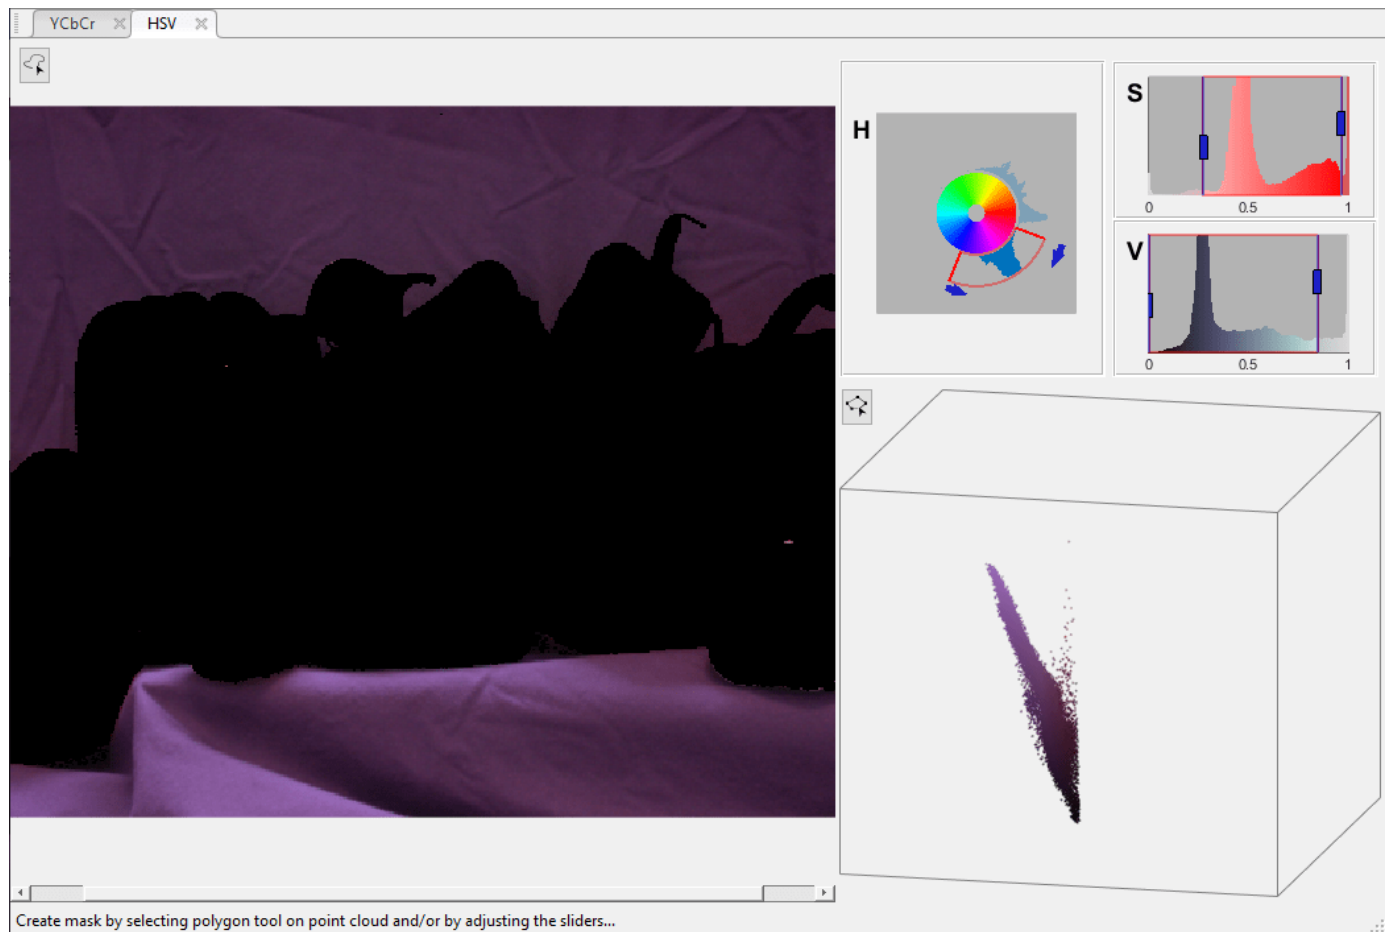 YCbCr HSV
H
S
0 0.5 1
V
0 0.5 1
Create mask by selecting polygon tool on point cloud and/or by adjusting the sliders...